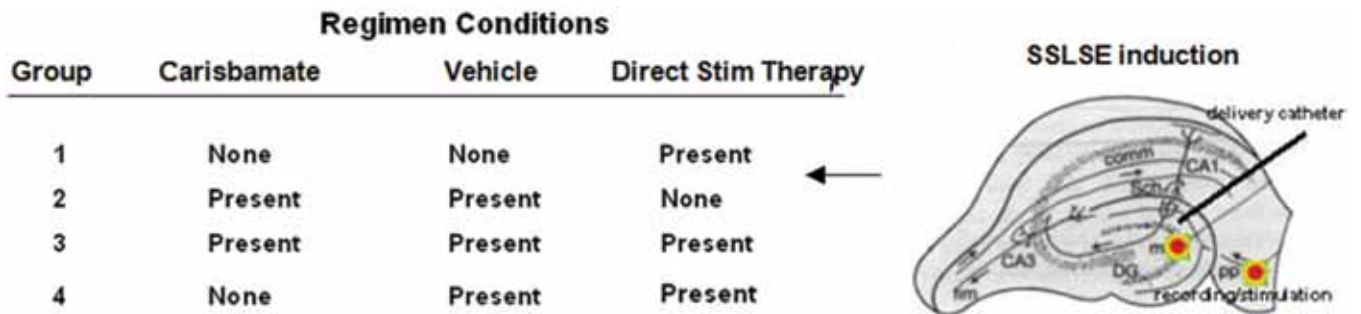 Regimen Conditions
Group Carisbamate Vehicle Direct Stim Therapy
1 None None Present
2 Present Present None
3 Present Present Present
4 None Present Present
SSLSE induction
delivery catheter
comm
CA1
Sch
CA3
DG
m
pp
fim
recording/stimulation